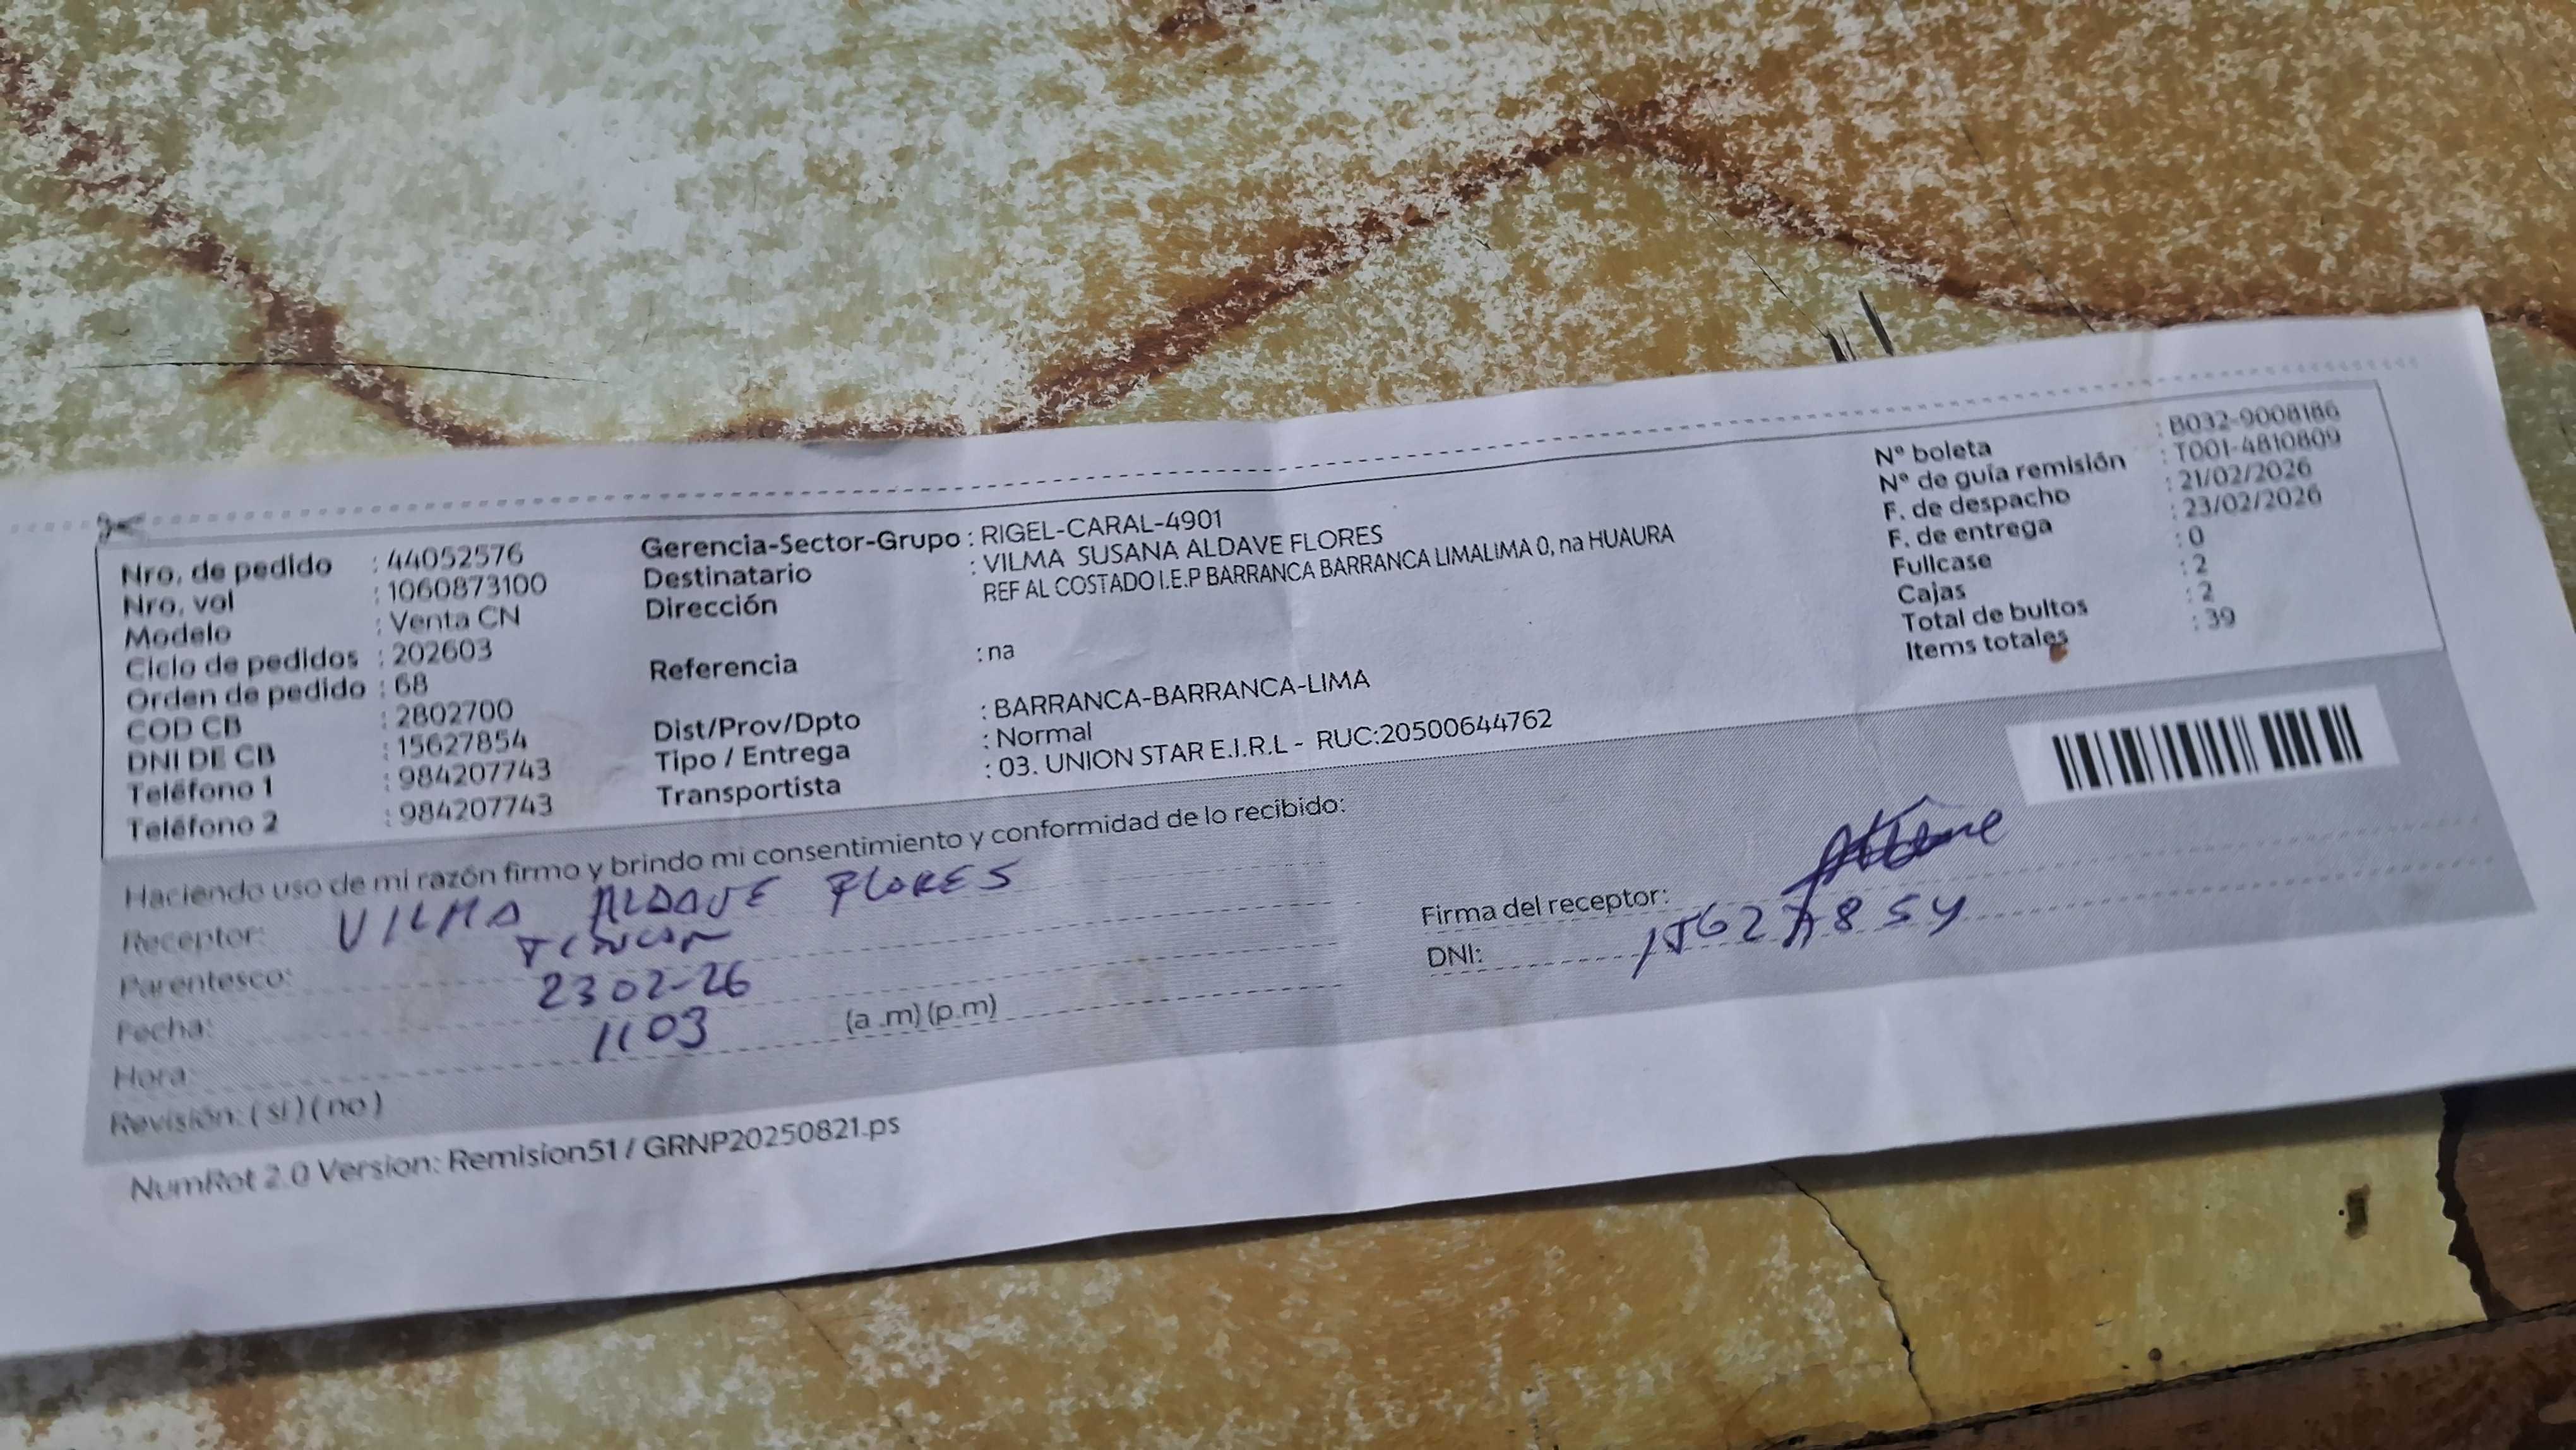 Nro. de pedido : 44052576
Nro. vol : 1060873100
Modelo : Venta CN
Ciclo de pedidos : 202603
Orden de pedido : 68
COD CB : 2802700
DNI DE CB : 15627854
Teléfono 1 : 984207743
Teléfono 2 : 984207743
Gerencia-Sector-Grupo : RIGEL-CARAL-4901
Destinatario : VILMA SUSANA ALDAVE FLORES
Dirección REF AL COSTADO I.E.P BARRANCA BARRANCA LIMALIMA 0, na HUAURA
Referencia : na
Dist/Prov/Dpto : BARRANCA-BARRANCA-LIMA
Tipo / Entrega : Normal
Transportista : 03. UNION STAR E.I.R.L - RUC:20500644762
Nº boleta : B032-9008186
Nº de guía remisión : T001-4810809
F. de despacho : 21/02/2026
F. de entrega : 23/02/2026
Fullcase : 0
Cajas : 2
Total de bultos : 2
Items totales : 39
Haciendo uso de mi razón firmo y brindo mi consentimiento y conformidad de lo recibido:
Receptor: VILMA ALDAVE FLORES
Parentesco:
Fecha: 2302-26
Hora: 1103 (a .m) (p.m)
Revisión: ( si ) ( no )
Firma del receptor:
DNI: 15627854
NumRot 2.0 Version: Remision51 / GRNP20250821.ps